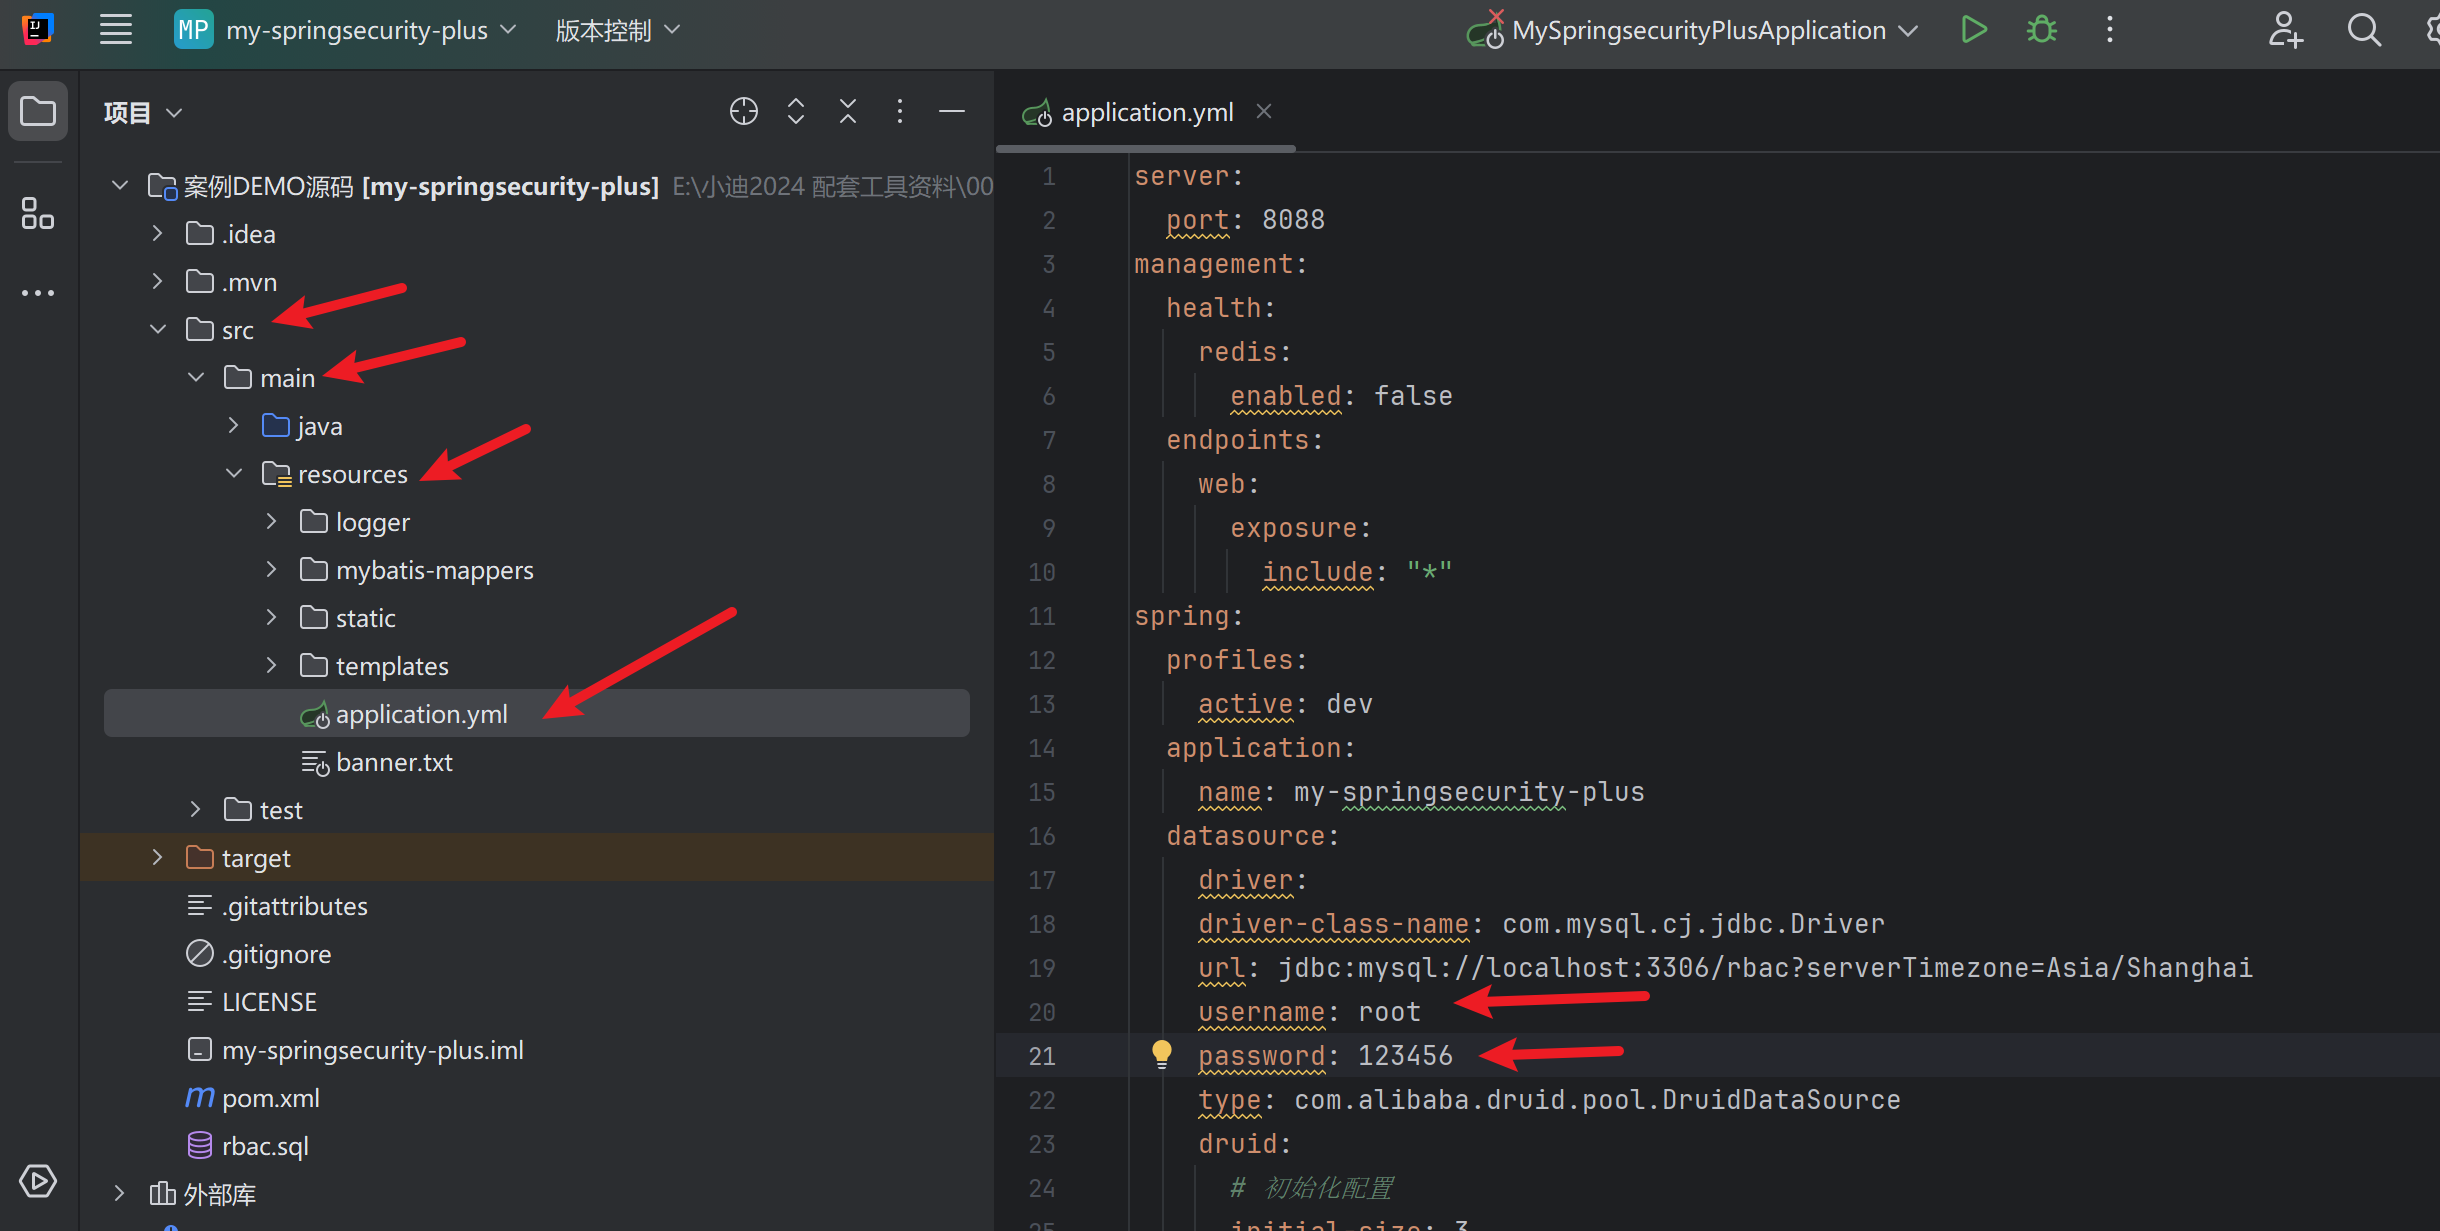 MP my-springsecurity-plus 版本控制 MySpringsecurityPlusApplication
项目
案例DEMO源码 [my-springsecurity-plus] E:\小迪2024 配套工具资料\00
.idea
.mvn
src
main
java
resources
logger
mybatis-mappers
static
templates
application.yml
banner.txt
test
target
.gitattributes
.gitignore
LICENSE
my-springsecurity-plus.iml
pom.xml
rbac.sql
外部库
application.yml
1 server:
2 port: 8088
3 management:
4 health:
5 redis:
6 enabled: false
7 endpoints:
8 web:
9 exposure:
10 include: "*"
11 spring:
12 profiles:
13 active: dev
14 application:
15 name: my-springsecurity-plus
16 datasource:
17 driver:
18 driver-class-name: com.mysql.cj.jdbc.Driver
19 url: jdbc:mysql://localhost:3306/rbac?serverTimezone=Asia/Shanghai
20 username: root
21 password: 123456
22 type: com.alibaba.druid.pool.DruidDataSource
23 druid:
24 # 初始化配置
25 initial-size: 3